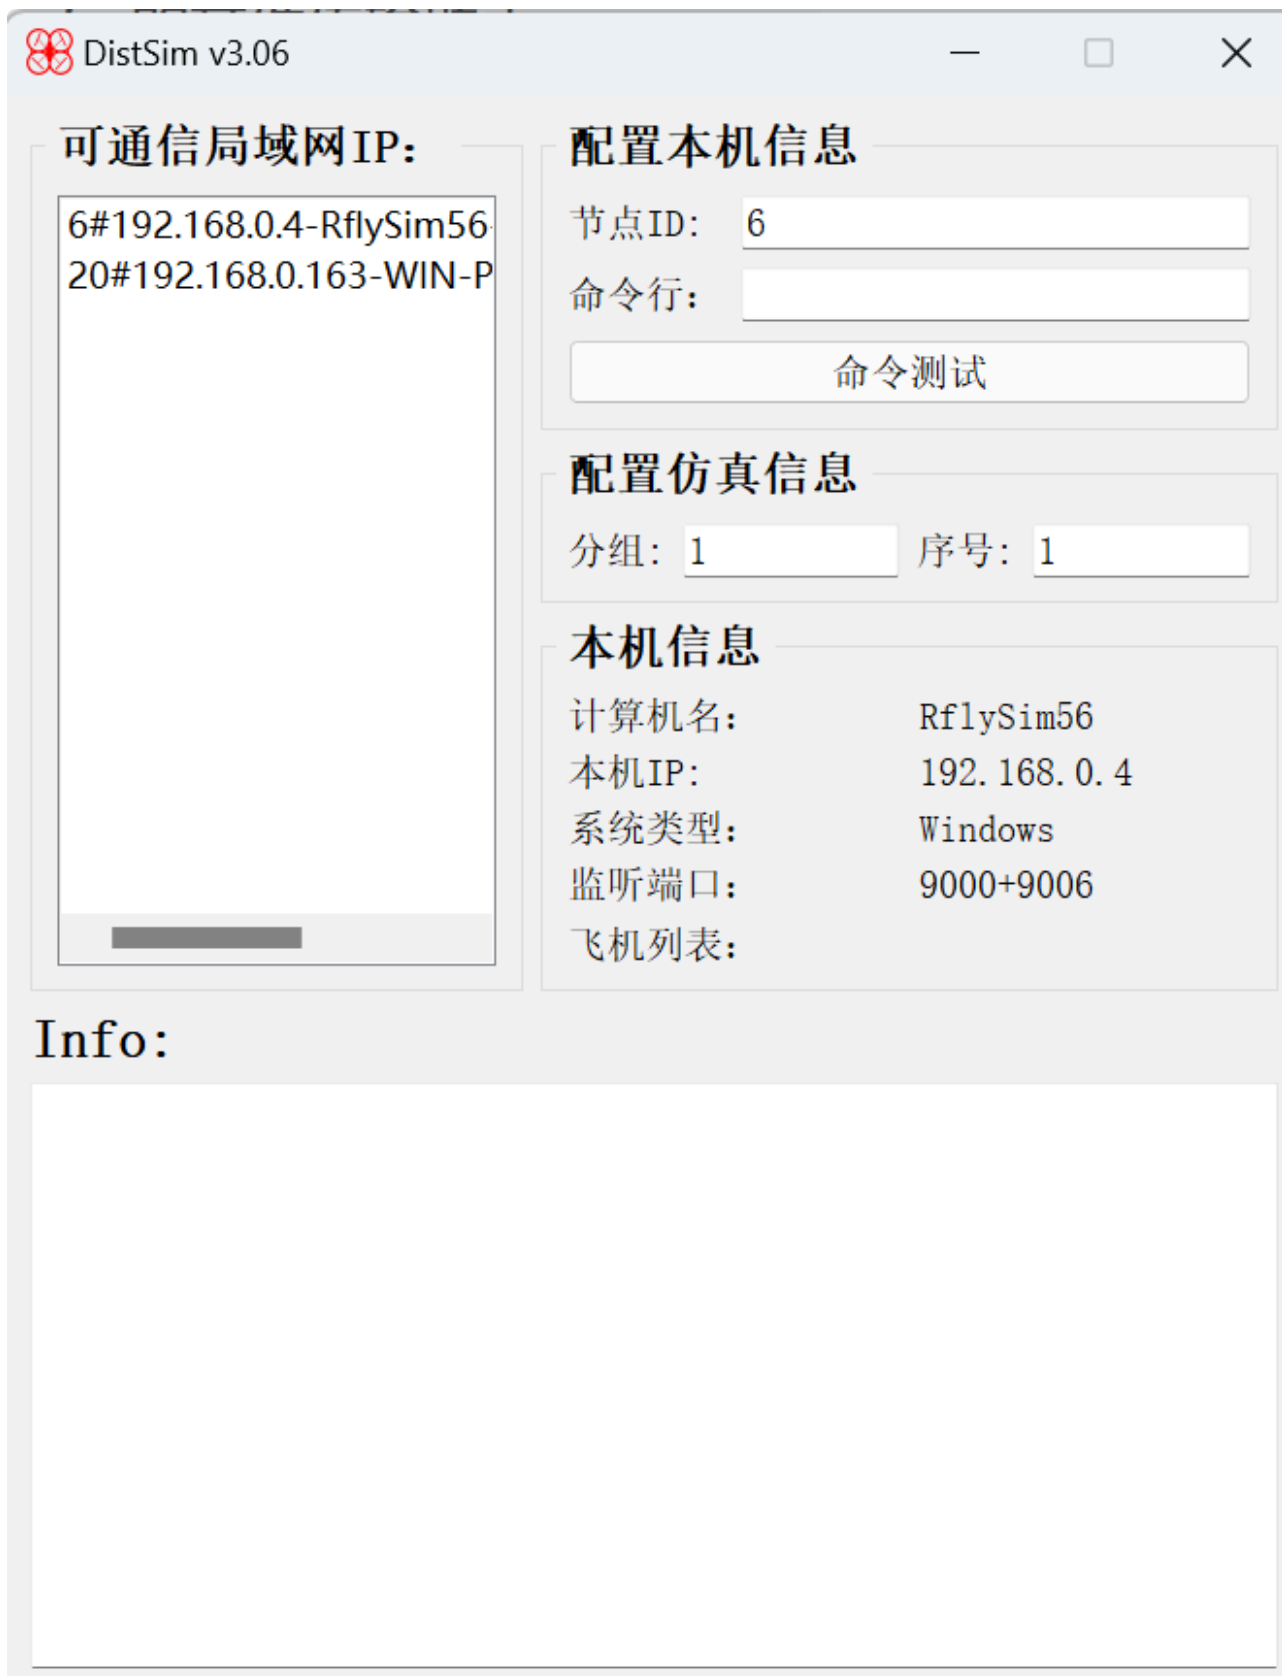 DistSim v3.06
可通信局域网IP：
6#192.168.0.4-RflySim56-
20#192.168.0.163-WIN-P
配置本机信息
节点ID: 6
命令行：
命令测试
配置仿真信息
分组: 1 序号: 1
本机信息
计算机名： RflySim56
本机IP: 192.168.0.4
系统类型： Windows
监听端口： 9000+9006
飞机列表：
Info: